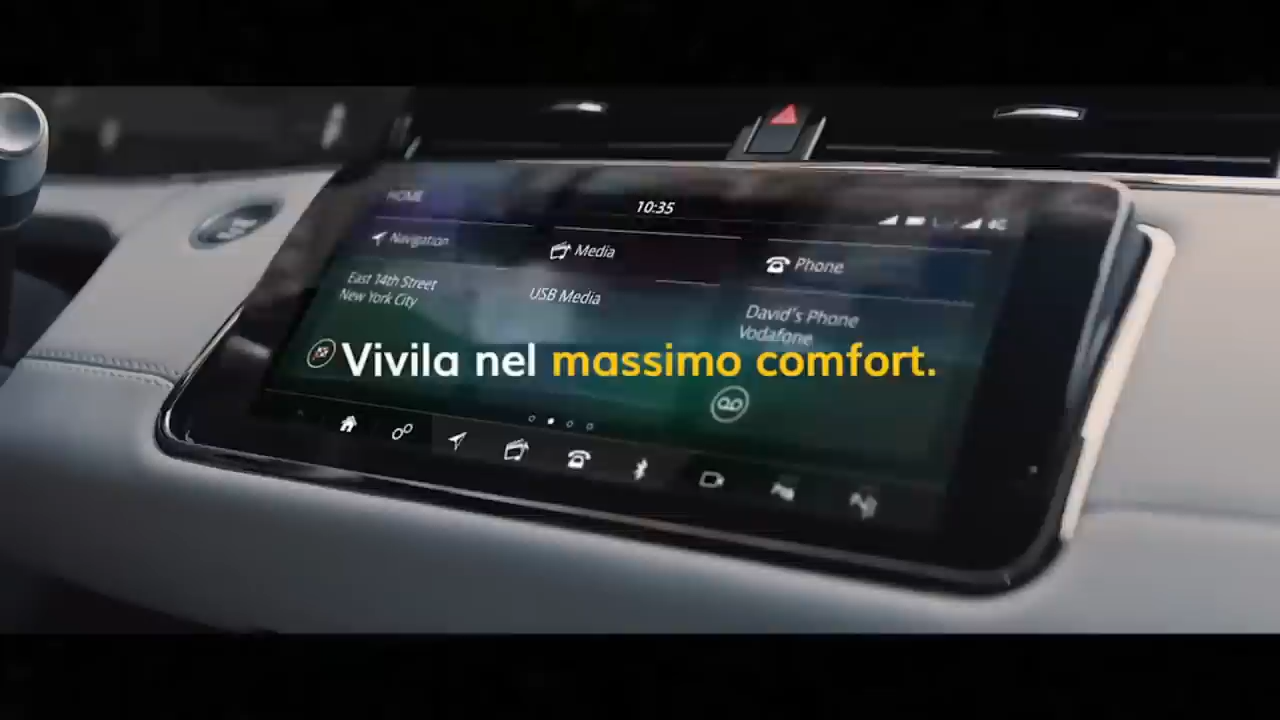 HOME
10:35
4G
Navigation
Media
Phone
East 14th Street
New York City
USB Media
David's Phone
Vodafone
Vivila nel massimo comfort.